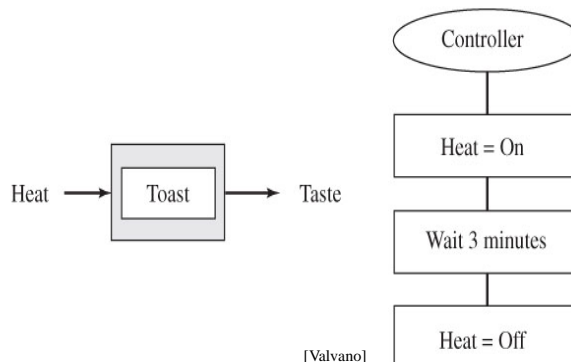 Heat
Toast
Taste
Controller
Heat = On
Wait 3 minutes
Heat = Off
[Valvano]